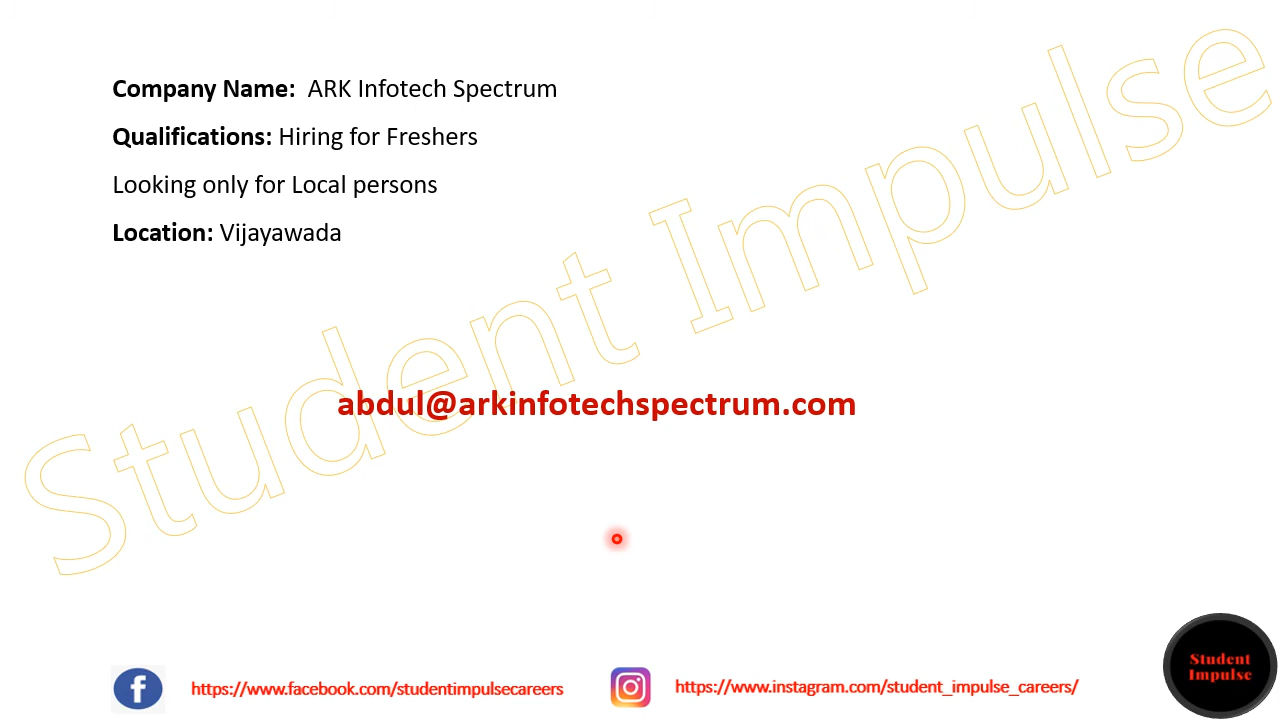 Company Name: ARK Infotech Spectrum
Qualifications: Hiring for Freshers
Looking only for Local persons
Location: Vijayawada
Student Impulse
abdul@arkinfotechspectrum.com
https://www.facebook.com/studentimpulsecareers
https://www.instagram.com/student_impulse_careers/
Student
Impulse